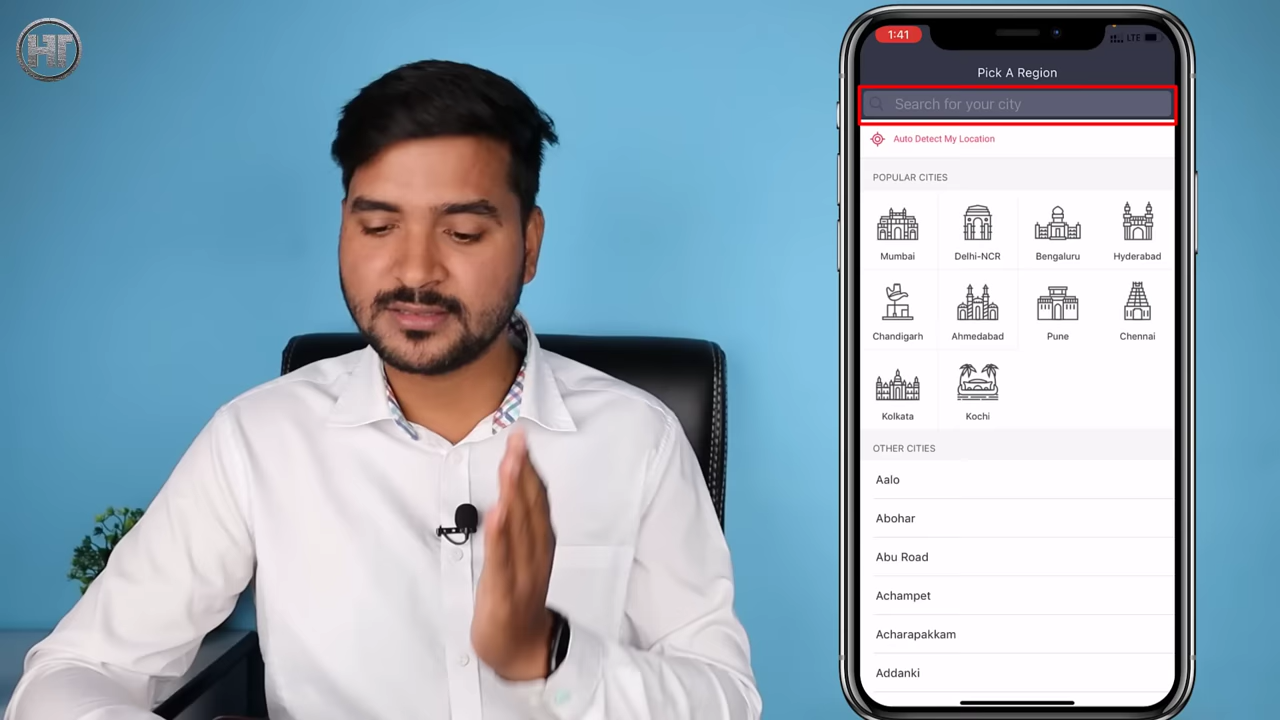 HT
1:41
LTE
Pick A Region
Search for your city
Auto Detect My Location
POPULAR CITIES
Mumbai
Delhi-NCR
Bengaluru
Hyderabad
Chandigarh
Ahmedabad
Pune
Chennai
Kolkata
Kochi
OTHER CITIES
Aalo
Abohar
Abu Road
Achampet
Acharapakkam
Addanki